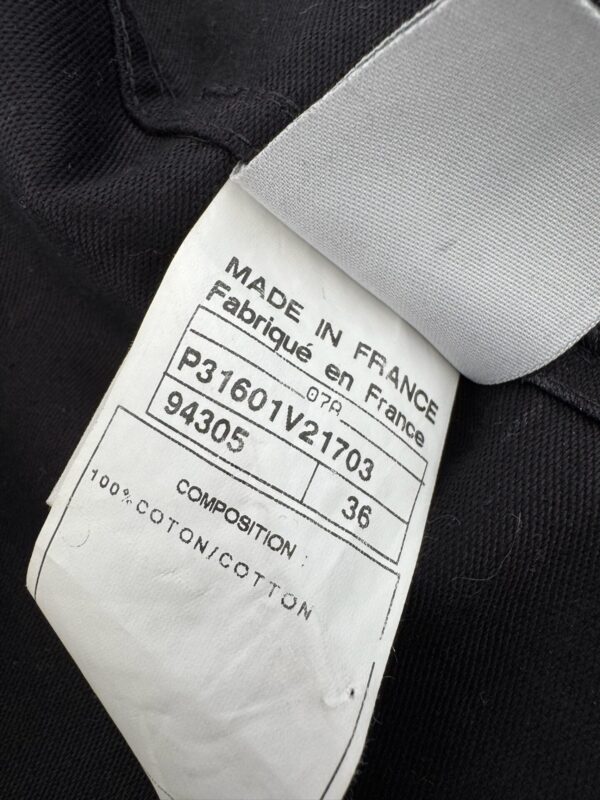 MADE IN FRANCE
Fabriqué en France
07A
P31601V21703
94305 36
COMPOSITION :
100% COTON/COTTON